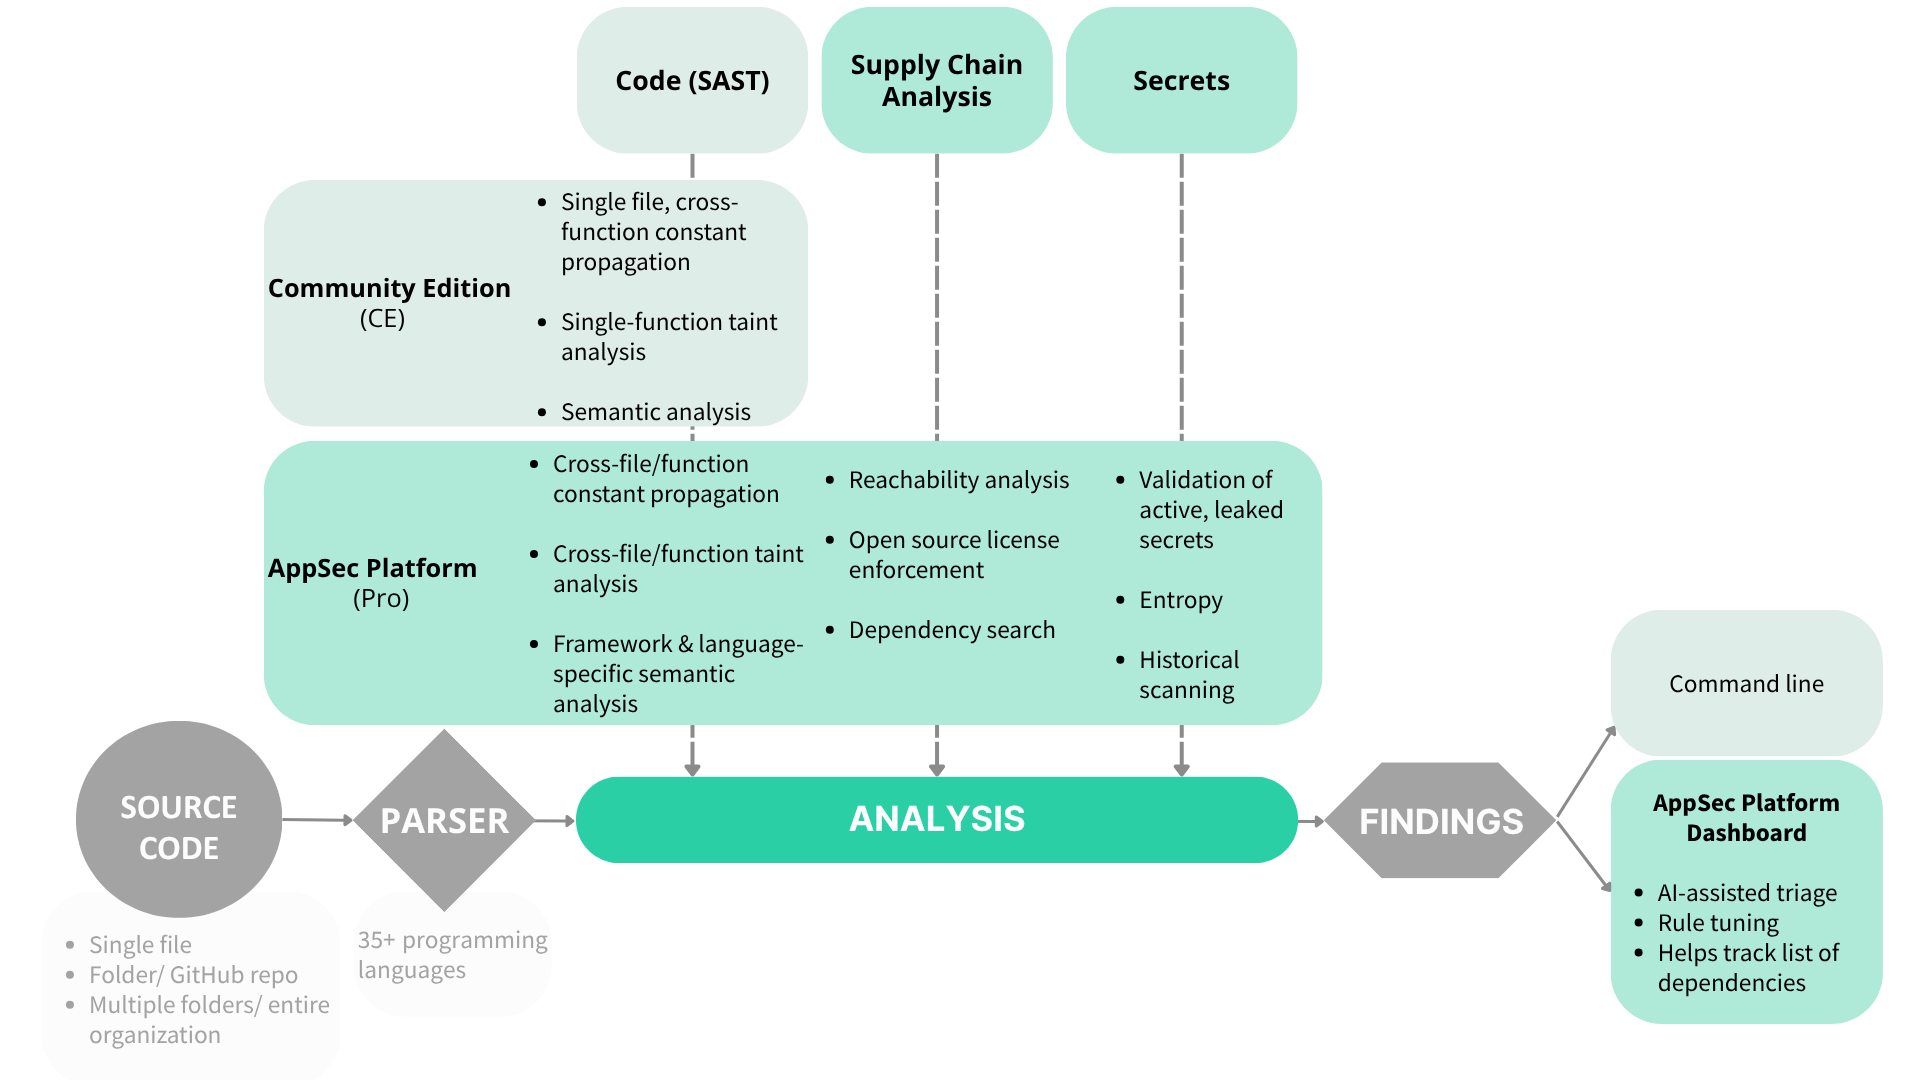 Code (SAST)
Supply Chain
Analysis
Secrets
Community Edition
(CE)
• Single file, cross-
function constant
propagation
• Single-function taint
analysis
• Semantic analysis
AppSec Platform
(Pro)
• Cross-file/function
constant propagation
• Cross-file/function taint
analysis
• Framework & language-
specific semantic
analysis
• Reachability analysis
• Open source license
enforcement
• Dependency search
• Validation of
active, leaked
secrets
• Entropy
• Historical
scanning
SOURCE
CODE
• Single file
• Folder/ GitHub repo
• Multiple folders/ entire
organization
PARSER
35+ programming
languages
ANALYSIS
FINDINGS
Command line
AppSec Platform
Dashboard
• AI-assisted triage
• Rule tuning
• Helps track list of
dependencies